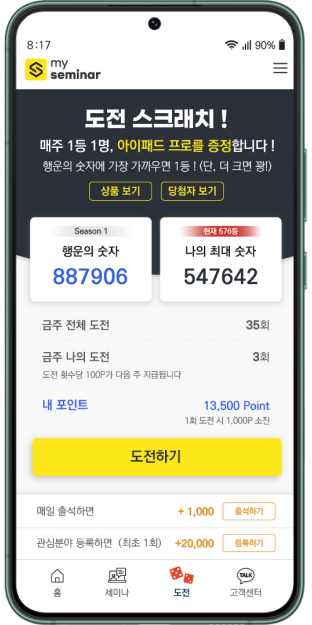 8:17
90%
my
seminar
도전 스크래치 !
매주 1등 1명, 아이패드 프로를 증정합니다 !
행운의 숫자에 가장 가까우면 1등 ! (단, 더 크면 꽝!)
상품 보기
당첨자 보기
Season 1
행운의 숫자
887906
현재 576등
나의 최대 숫자
547642
금주 전체 도전 35회
금주 나의 도전 3회
도전 횟수당 100P가 다음 주 지급됩니다
내 포인트 13,500 Point
1회 도전 시 1,000P 소진
도전하기
매일 출석하면 + 1,000 출석하기
관심분야 등록하면 (최초 1회) +20,000 등록하기
TALK
홈 세미나 도전 고객센터